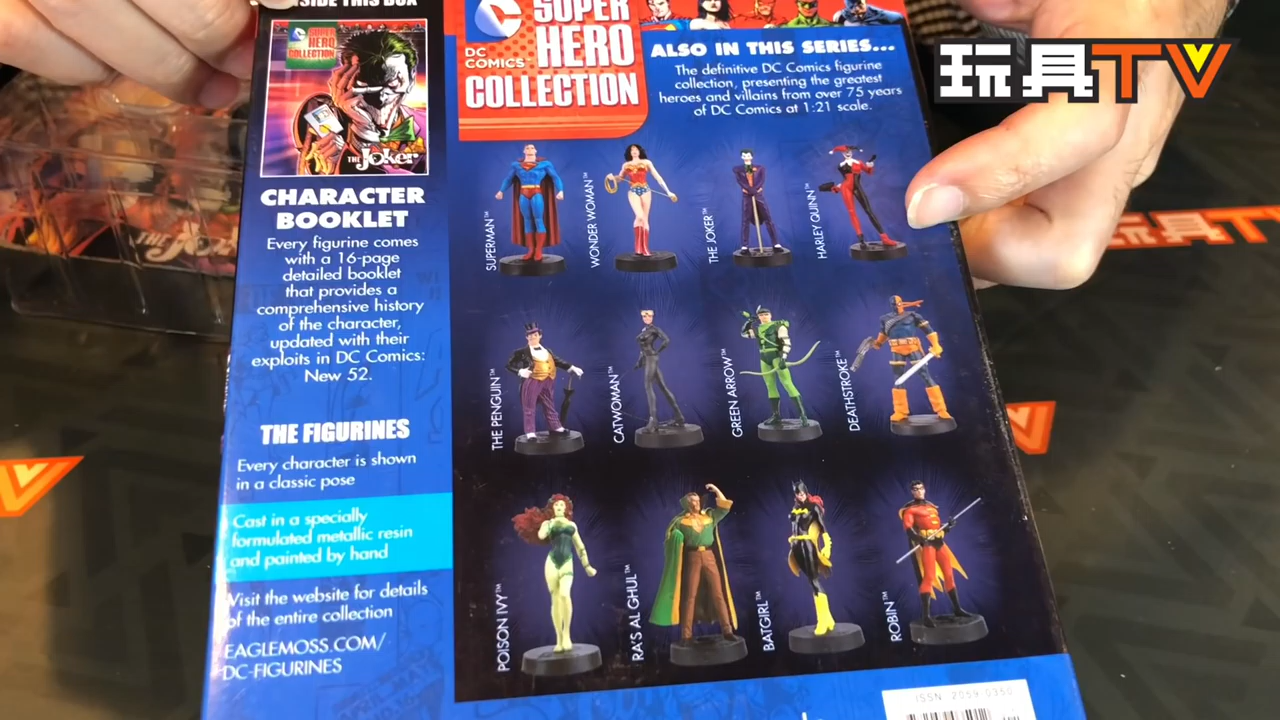 SIDE THIS BOX
SUPER
HERO
COLLECTION
THE JOKER
CHARACTER
BOOKLET
Every figurine comes
with a 16-page
detailed booklet
that provides a
comprehensive history
of the character,
updated with their
exploits in DC Comics:
New 52.
THE FIGURINES
Every character is shown
in a classic pose
Cast in a specially
formulated metallic resin
and painted by hand
Visit the website for details
of the entire collection
EAGLEMOSS.COM/
DC-FIGURINES
DC COMICS™
SUPER
HERO
COLLECTION
ALSO IN THIS SERIES...
The definitive DC Comics figurine
collection, presenting the greatest
heroes and villains from over 75 years
of DC Comics at 1:21 scale.
SUPERMAN™
WONDER WOMAN™
THE JOKER™
HARLEY QUINN™
THE PENGUIN™
CATWOMAN™
GREEN ARROW™
DEATHSTROKE™
POISON IVY™
RA'S AL GHUL™
BATGIRL™
ROBIN™
ISSN 2059-0350
玩具TV